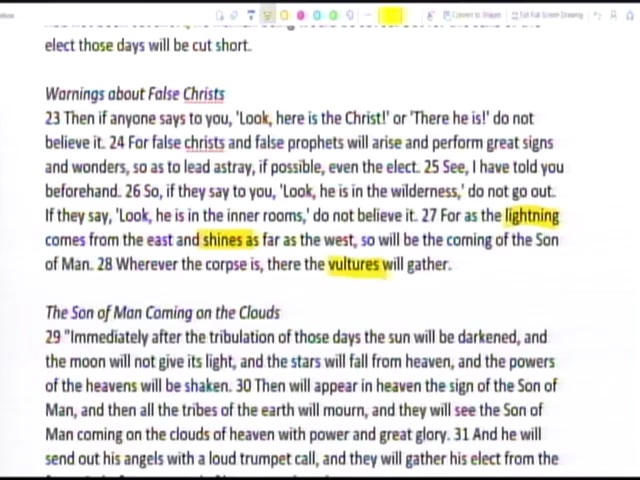 elect those days will be cut short.
Warnings about False Christs
23 Then if anyone says to you, 'Look, here is the Christ!' or 'There he is!' do not
believe it. 24 For false christs and false prophets will arise and perform great signs
and wonders, so as to lead astray, if possible, even the elect. 25 See, I have told you
beforehand. 26 So, if they say to you, 'Look, he is in the wilderness,' do not go out.
If they say, 'Look, he is in the inner rooms,' do not believe it. 27 For as the lightning
comes from the east and shines as far as the west, so will be the coming of the Son
of Man. 28 Wherever the corpse is, there the vultures will gather.
The Son of Man Coming on the Clouds
29 "Immediately after the tribulation of those days the sun will be darkened, and
the moon will not give its light, and the stars will fall from heaven, and the powers
of the heavens will be shaken. 30 Then will appear in heaven the sign of the Son of
Man, and then all the tribes of the earth will mourn, and they will see the Son of
Man coming on the clouds of heaven with power and great glory. 31 And he will
send out his angels with a loud trumpet call, and they will gather his elect from the